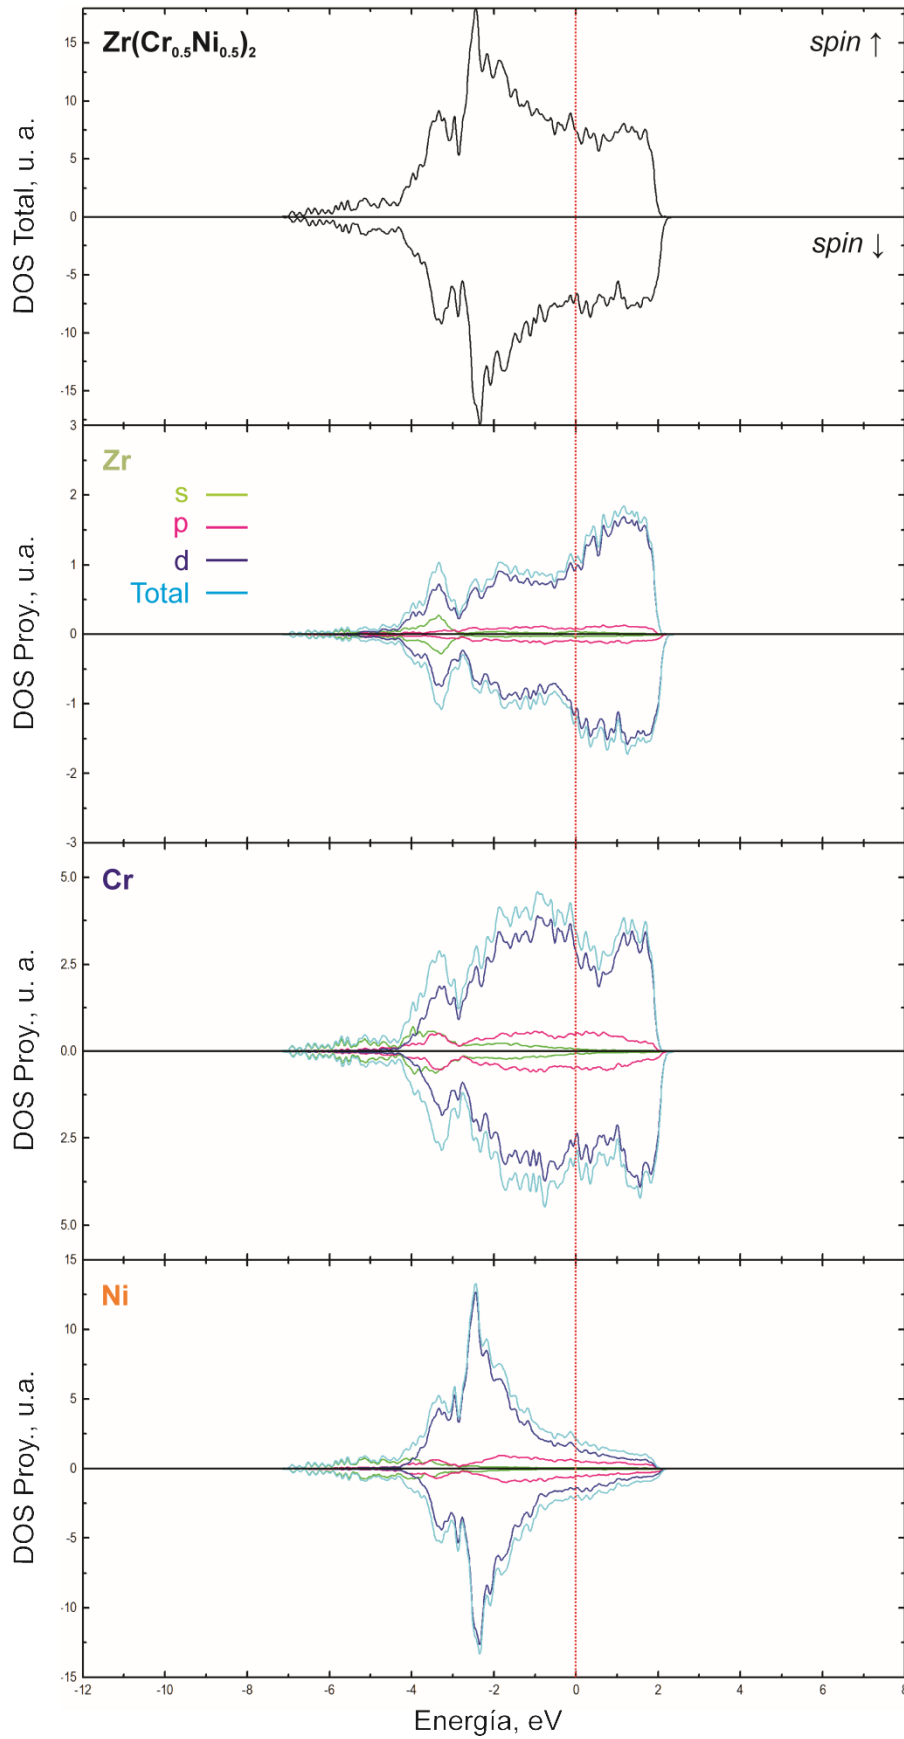 Zr(Cr0.5Ni0.5)2
spin ↑
spin ↓
DOS Total, u. a.
15
10
5
0
-5
-10
-15
3
Zr
s
p
d
Total
DOS Proy., u.a.
2
1
0
-1
-2
-3
Cr
DOS Proy., u. a.
5.0
2.5
0.0
2.5
5.0
15
Ni
DOS Proy., u.a.
10
5
0
-5
-10
-15
-12 -10 -8 -6 -4 -2 0 2 4 6 8
Energía, eV